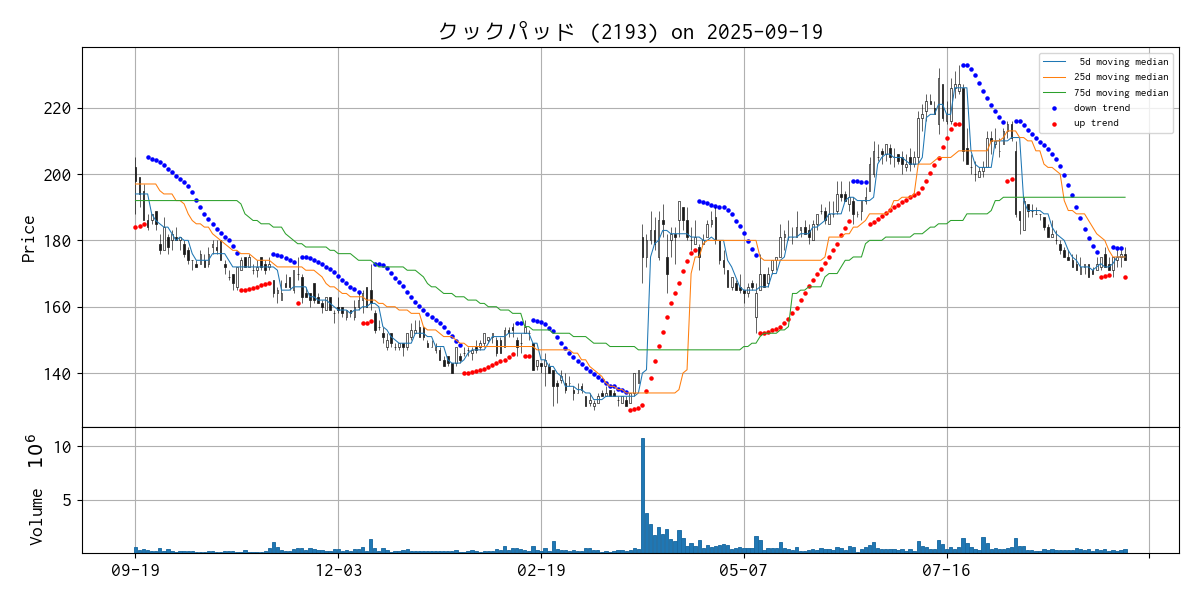 クックパッド (2193) on 2025-09-19
5d moving median
25d moving median
75d moving median
down trend
up trend
Price
220
200
180
160
140
Volume 10^6
10
5
09-19 12-03 02-19 05-07 07-16